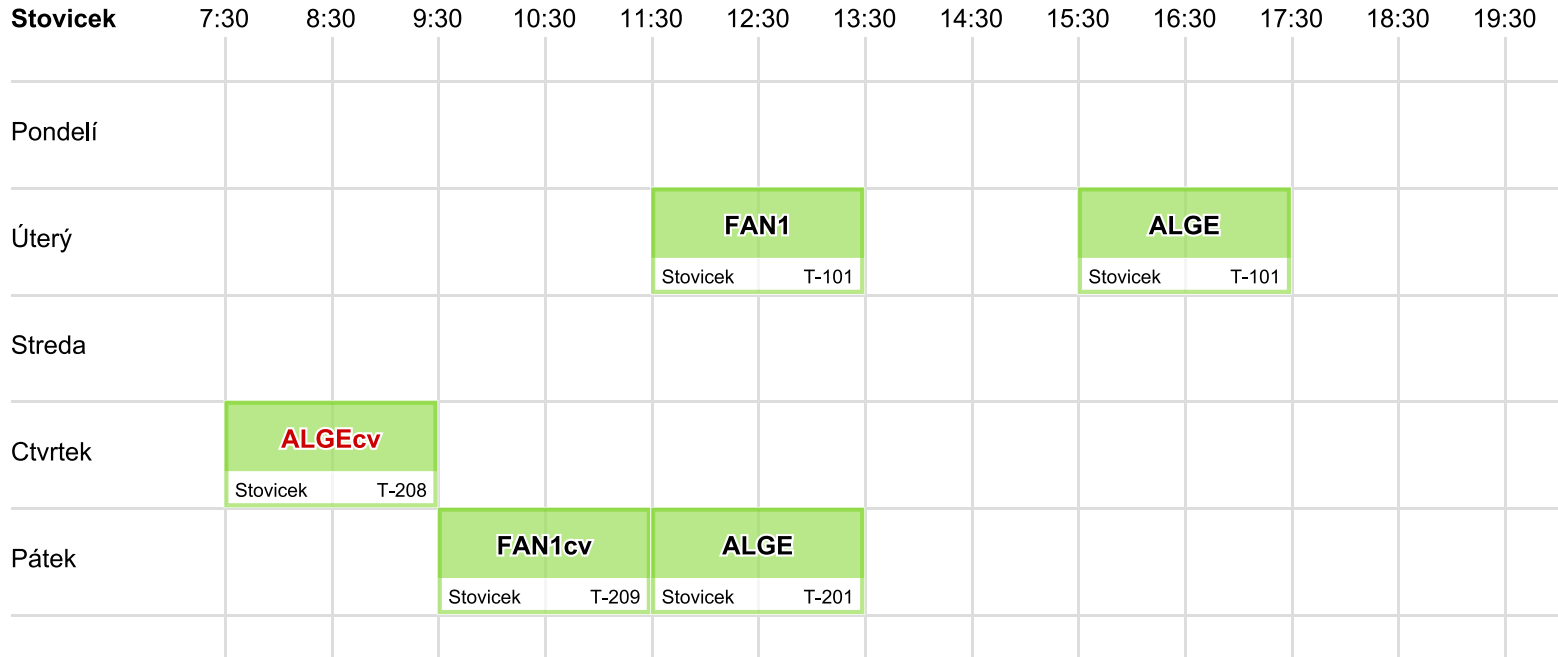 Stovicek 7:30 8:30 9:30 10:30 11:30 12:30 13:30 14:30 15:30 16:30 17:30 18:30 19:30
Pondelí
Úterý FAN1 ALGE
Stovicek T-101 Stovicek T-101
Streda
Ctvrtek ALGEcv
Stovicek T-208
Pátek FAN1cv ALGE
Stovicek T-209 Stovicek T-201